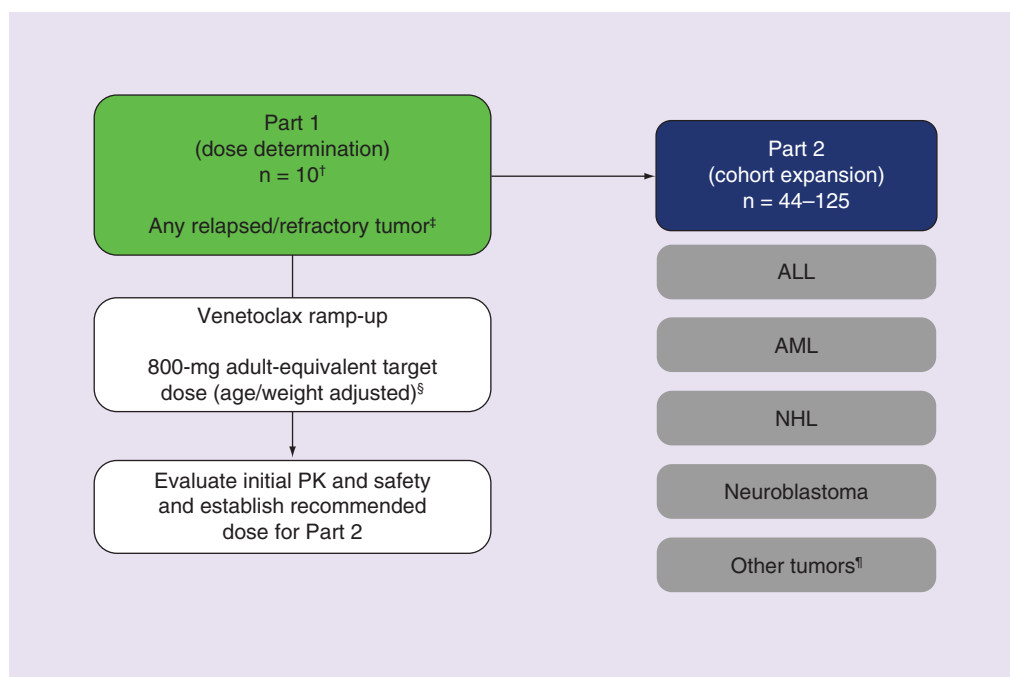 Part 1
(dose determination)
n = 10†
Any relapsed/refractory tumor‡
Venetoclax ramp-up
800-mg adult-equivalent target
dose (age/weight adjusted)§
Evaluate initial PK and safety
and establish recommended
dose for Part 2
Part 2
(cohort expansion)
n = 44–125
ALL
AML
NHL
Neuroblastoma
Other tumors¶